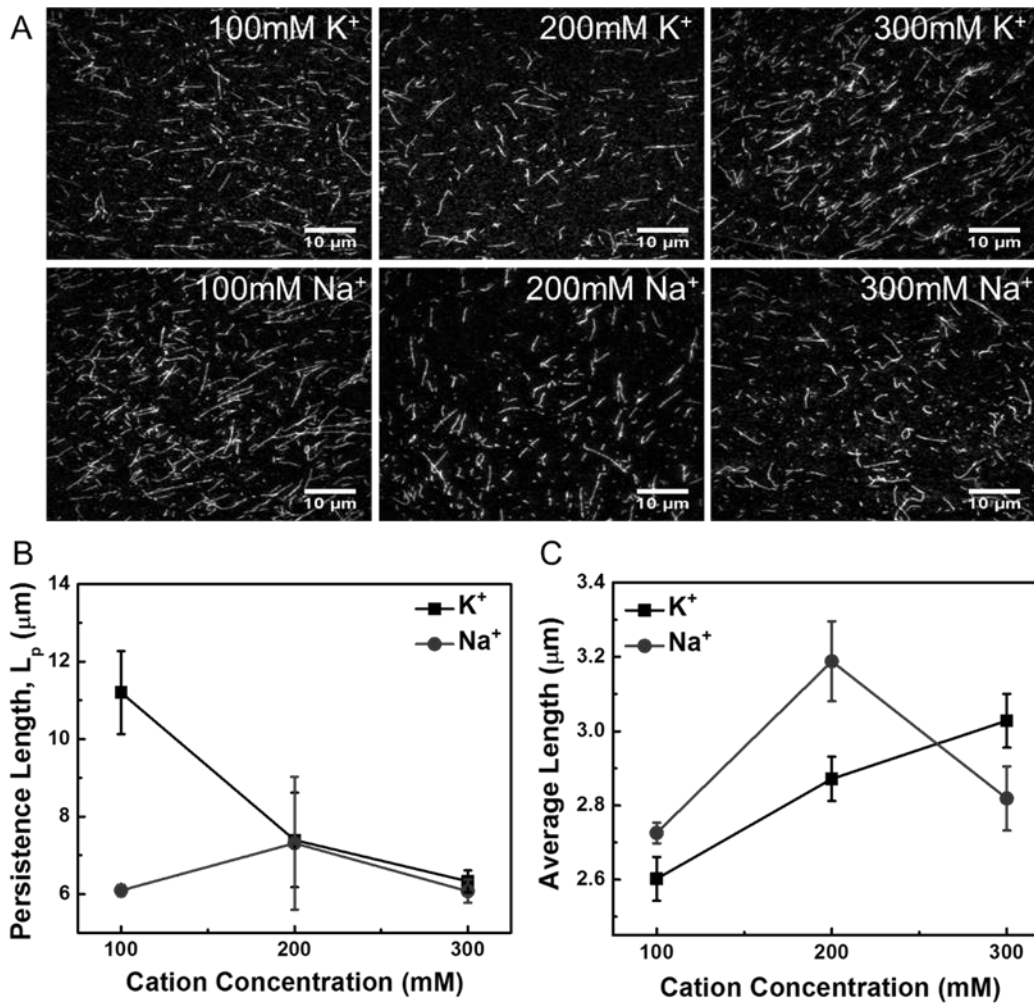 A
100mM K⁺
200mM K⁺
300mM K⁺
10 µm
10 µm
10 µm
100mM Na⁺
200mM Na⁺
300mM Na⁺
10 µm
10 µm
10 µm
B
Persistence Length, Lₚ (µm)
14
12
10
8
6
K⁺
Na⁺
100
200
300
Cation Concentration (mM)
C
Average Length (µm)
3.4
3.2
3.0
2.8
2.6
K⁺
Na⁺
100
200
300
Cation Concentration (mM)